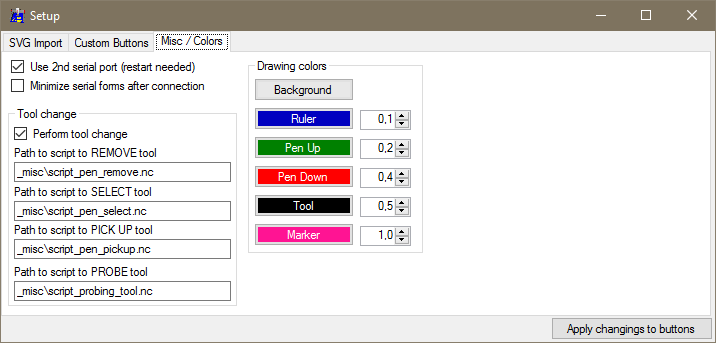 Setup
SVG Import
Custom Buttons
Misc / Colors
Use 2nd serial port (restart needed)
Minimize serial forms after connection
Tool change
Perform tool change
Path to script to REMOVE tool
_misc\script_pen_remove.nc
Path to script to SELECT tool
_misc\script_pen_select.nc
Path to script to PICK UP tool
_misc\script_pen_pickup.nc
Path to script to PROBE tool
_misc\script_probing_tool.nc
Drawing colors
Background
Ruler 0,1
Pen Up 0,2
Pen Down 0,4
Tool 0,5
Marker 1,0
Apply changings to buttons